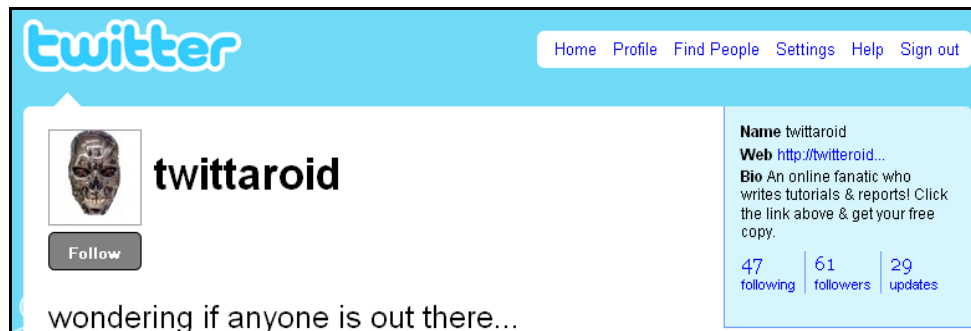 twitter
Home Profile Find People Settings Help Sign out
twittaroid
Follow
wondering if anyone is out there...
Name twittaroid
Web http://twitteroid...
Bio An online fanatic who
writes tutorials & reports! Click
the link above & get your free
copy.
47 61 29
following followers updates